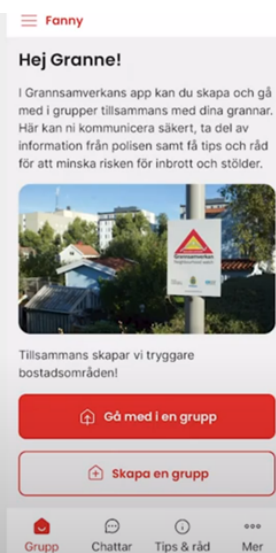 Fanny
Hej Granne!
I Grannsamverkans app kan du skapa och gå
med i grupper tillsammans med dina grannar.
Här kan ni kommunicera säkert, ta del av
information från polisen samt få tips och råd
för att minska risken för inbrott och stölder.
Grannsamverkan
Tillsammans skapar vi tryggare
bostadsområden!
Gå med i en grupp
Skapa en grupp
Grupp Chattar Tips & råd Mer